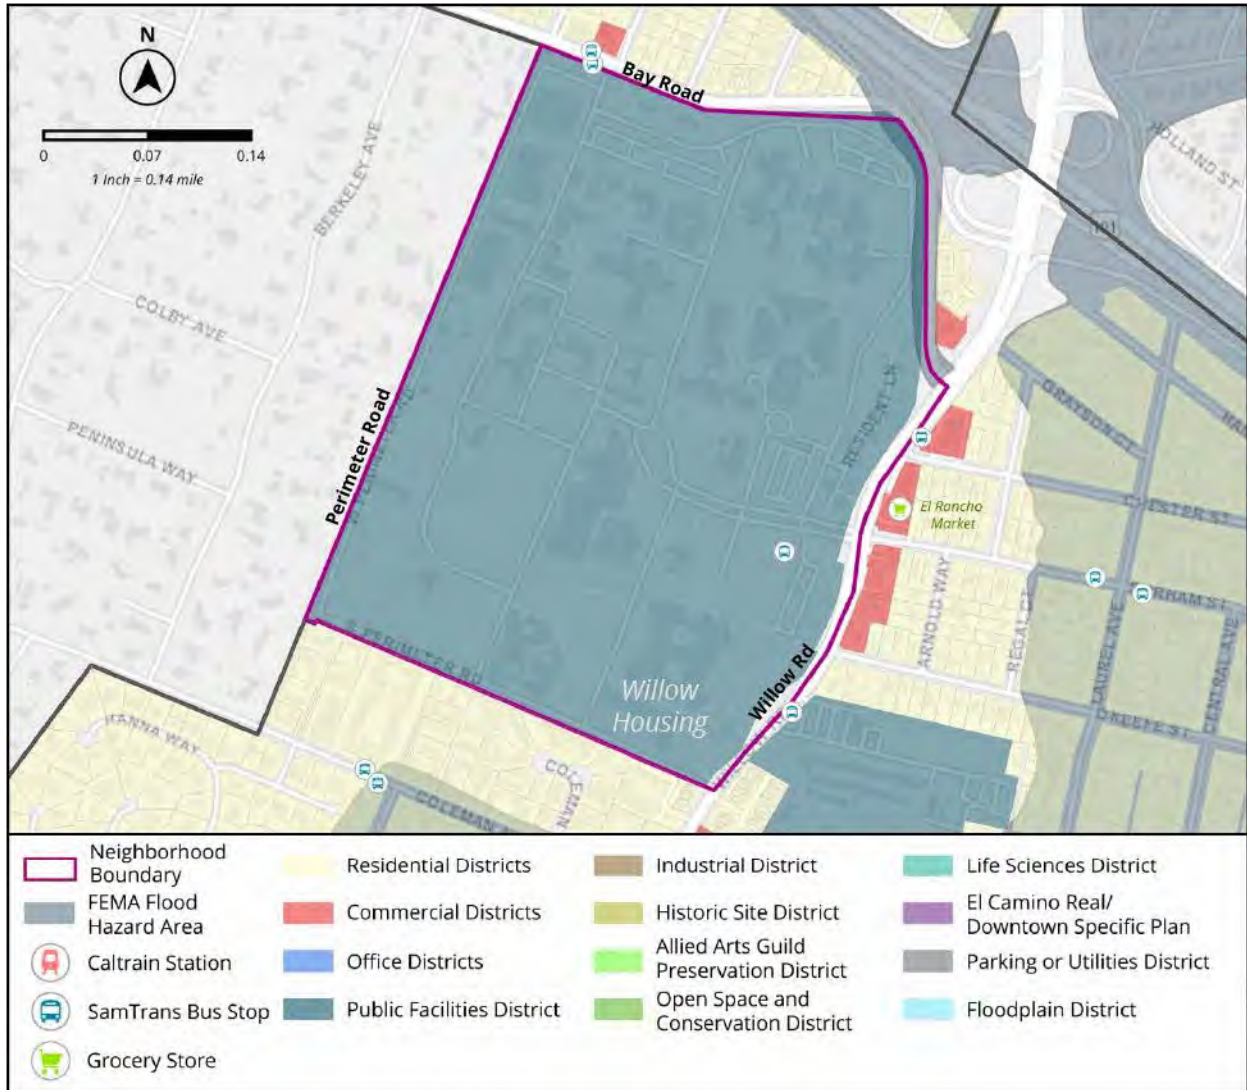 N
0
0.07
0.14
1 Inch = 0.14 mile
BERKELEY AVE
COLBY AVE
PENINSULA WAY
Bay Road
HOLLAND ST
101
Perimeter Road
RESIDENT LN
GRAYSON CT
El Rancho
Market
CHESTER ST
ARNOLD WAY
REGAL CT
LAUREL AVE
CENTRAL AVE
OKEEFE ST
S PERIMETER RD
Willow
Housing
Willow Rd
HANNA WAY
COLEMAN
Neighborhood
Boundary
FEMA Flood
Hazard Area
Caltrain Station
SamTrans Bus Stop
Grocery Store
Residential Districts
Commercial Districts
Office Districts
Public Facilities District
Industrial District
Historic Site District
Allied Arts Guild
Preservation District
Open Space and
Conservation District
Life Sciences District
El Camino Real/
Downtown Specific Plan
Parking or Utilities District
Floodplain District